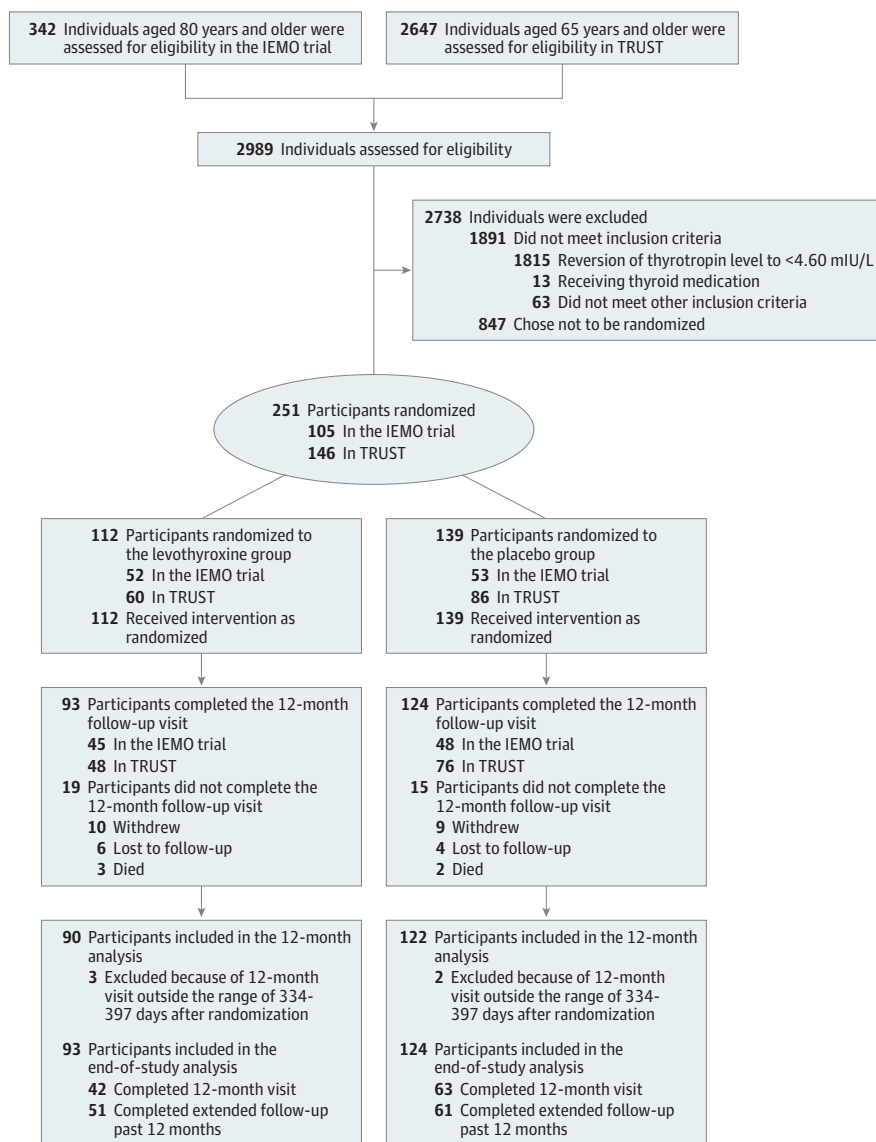 342 Individuals aged 80 years and older were
assessed for eligibility in the IEMO trial
2647 Individuals aged 65 years and older were
assessed for eligibility in TRUST
2989 Individuals assessed for eligibility
2738 Individuals were excluded
1891 Did not meet inclusion criteria
1815 Reversion of thyrotropin level to <4.60 mIU/L
13 Receiving thyroid medication
63 Did not meet other inclusion criteria
847 Chose not to be randomized
251 Participants randomized
105 In the IEMO trial
146 In TRUST
112 Participants randomized to
the levothyroxine group
52 In the IEMO trial
60 In TRUST
112 Received intervention as
randomized
139 Participants randomized to
the placebo group
53 In the IEMO trial
86 In TRUST
139 Received intervention as
randomized
93 Participants completed the 12-month
follow-up visit
45 In the IEMO trial
48 In TRUST
19 Participants did not complete the
12-month follow-up visit
10 Withdrew
6 Lost to follow-up
3 Died
124 Participants completed the 12-month
follow-up visit
48 In the IEMO trial
76 In TRUST
15 Participants did not complete the
12-month follow-up visit
9 Withdrew
4 Lost to follow-up
2 Died
90 Participants included in the 12-month
analysis
3 Excluded because of 12-month
visit outside the range of 334-
397 days after randomization
93 Participants included in the
end-of-study analysis
42 Completed 12-month visit
51 Completed extended follow-up
past 12 months
122 Participants included in the 12-month
analysis
2 Excluded because of 12-month
visit outside the range of 334-
397 days after randomization
124 Participants included in the
end-of-study analysis
63 Completed 12-month visit
61 Completed extended follow-up
past 12 months